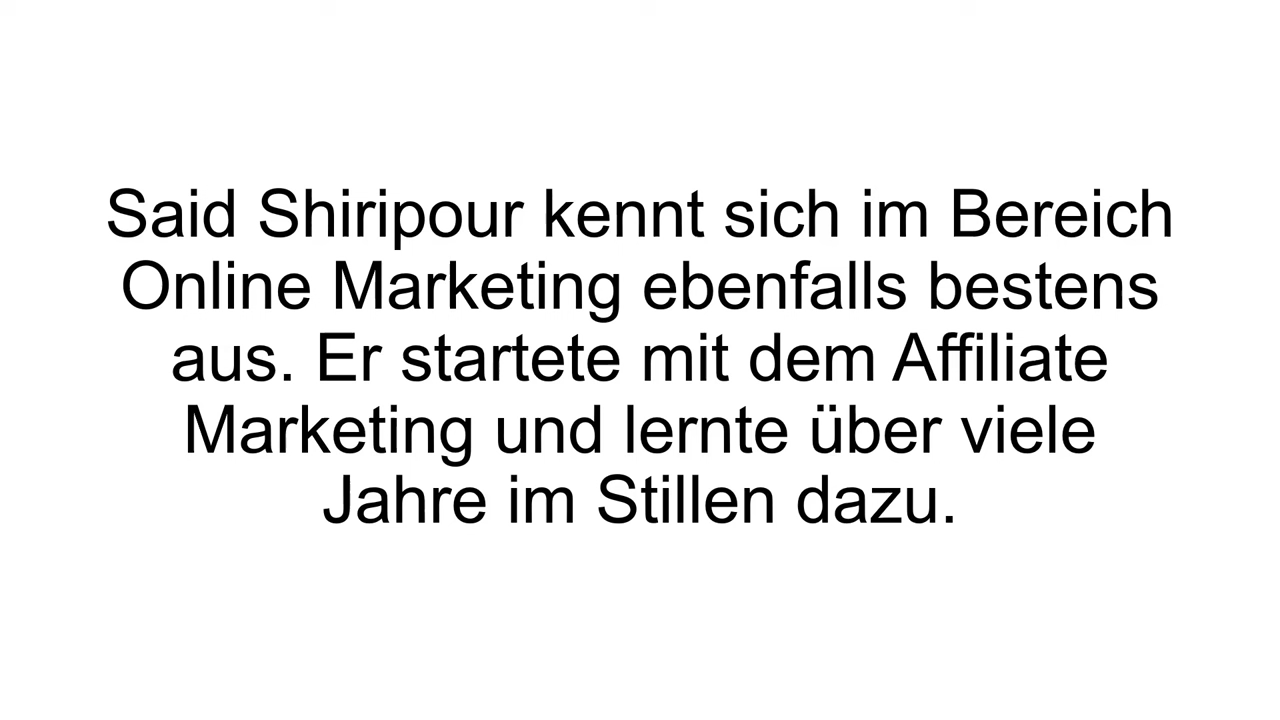 Said Shiripour kennt sich im Bereich
Online Marketing ebenfalls bestens
aus. Er startete mit dem Affiliate
Marketing und lernte über viele
Jahre im Stillen dazu.